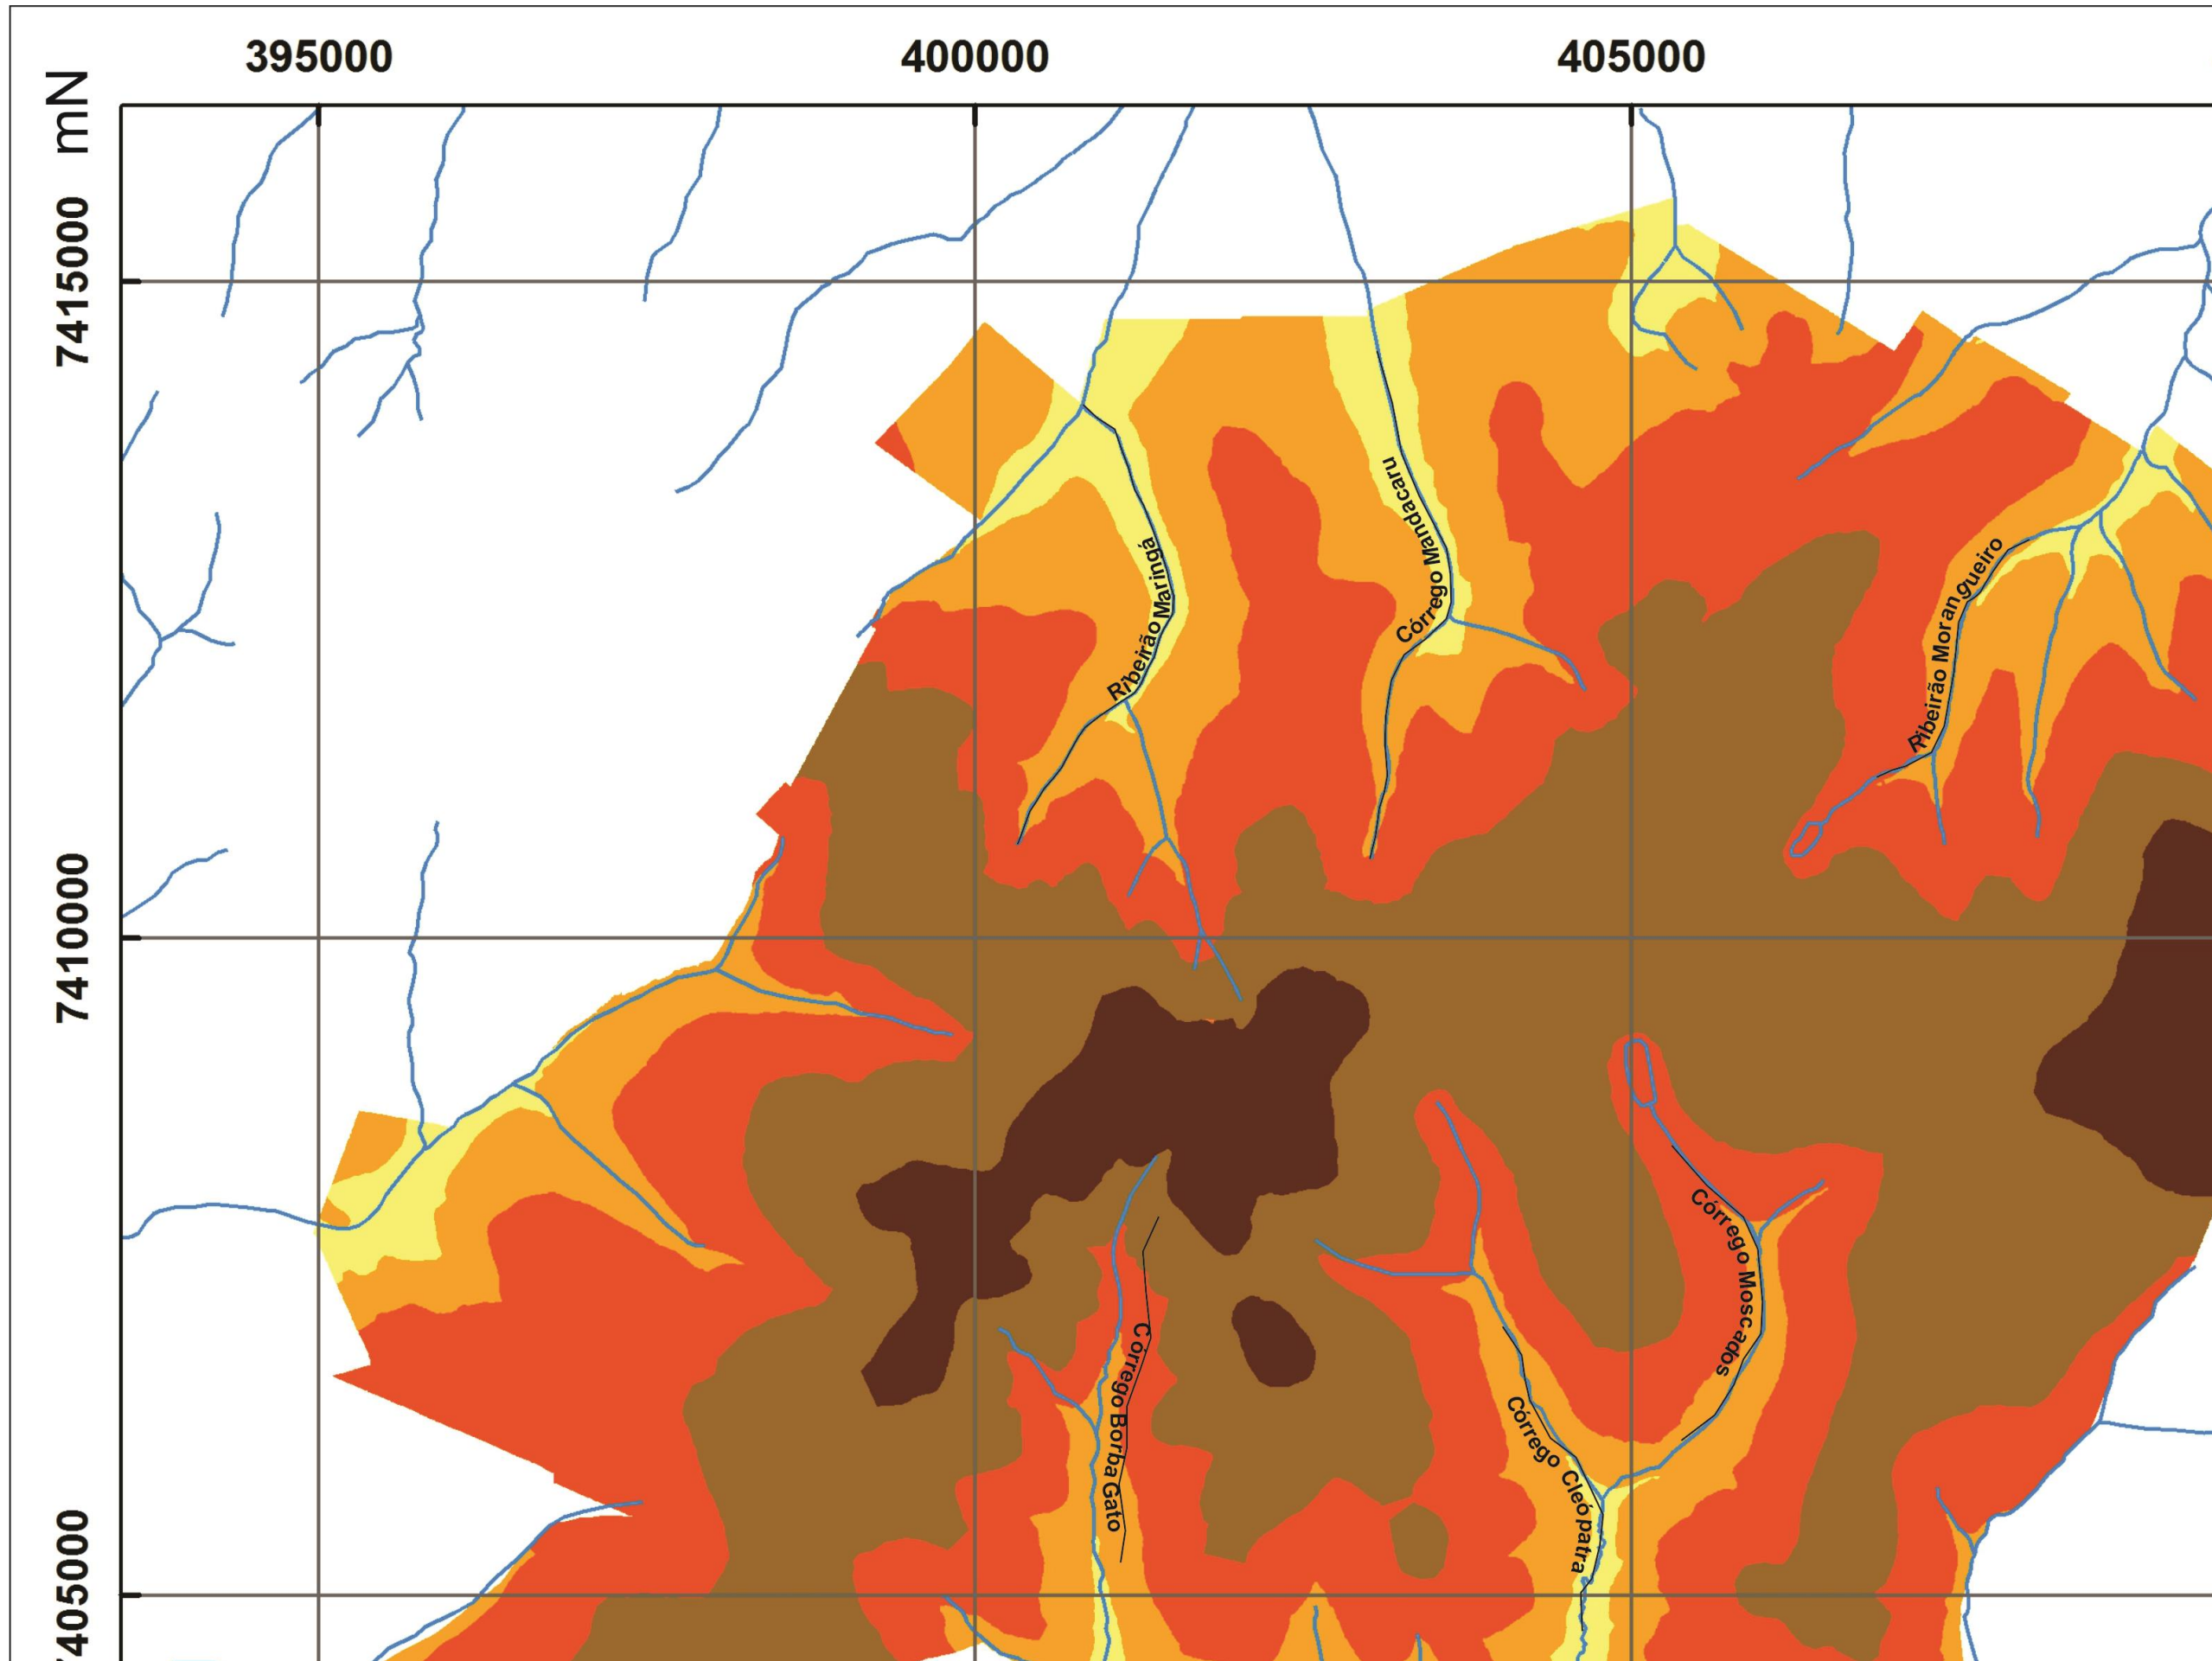 395000
400000
405000
mN
7415000
7410000
7405000
Ribeirão Maringá
Córrego Mandacaru
Ribeirão Morangueiro
Córrego Moscados
Córrego Cleópatra
Córrego Borba Gato